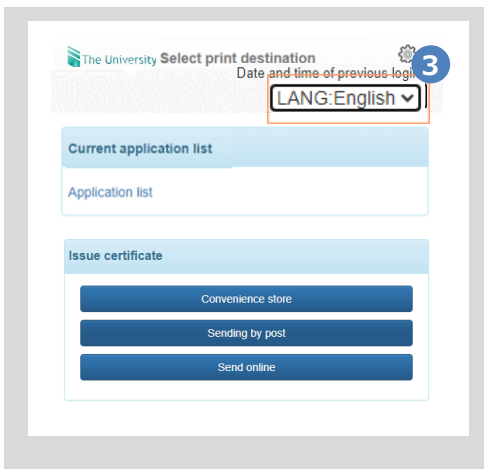 The University Select print destination
Date and time of previous login
3
LANG:English
Current application list
Application list
Issue certificate
Convenience store
Sending by post
Send online